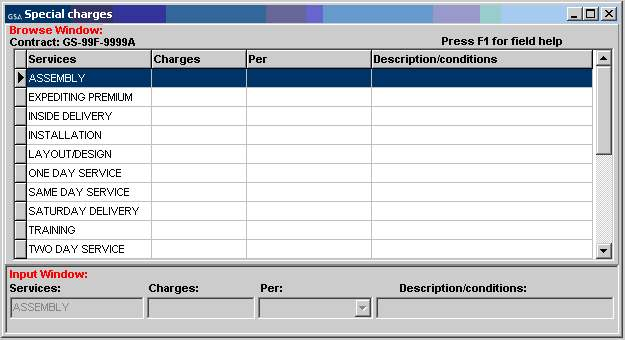 GSA Special charges
Browse Window:
Contract: GS-99F-9999A Press F1 for field help
Services Charges Per Description/conditions
ASSEMBLY
EXPEDITING PREMIUM
INSIDE DELIVERY
INSTALLATION
LAYOUT/DESIGN
ONE DAY SERVICE
SAME DAY SERVICE
SATURDAY DELIVERY
TRAINING
TWO DAY SERVICE
Input Window:
Services: Charges: Per: Description/conditions:
ASSEMBLY